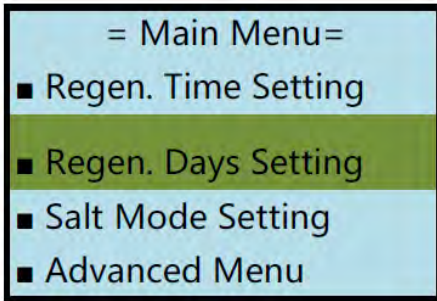 = Main Menu=
■ Regen. Time Setting
■ Regen. Days Setting
■ Salt Mode Setting
■ Advanced Menu